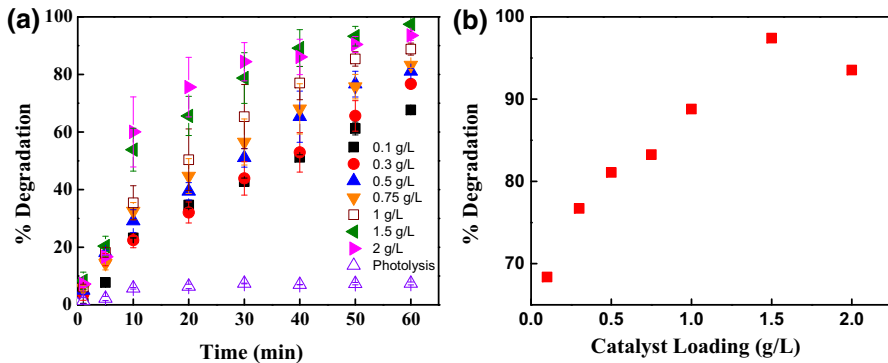 (a)
% Degradation
100
80
60
40
20
0
10
20
30
40
50
60
Time (min)
0.1 g/L
0.3 g/L
0.5 g/L
0.75 g/L
1 g/L
1.5 g/L
2 g/L
Photolysis
(b)
% Degradation
100
90
80
70
0.0
0.5
1.0
1.5
2.0
Catalyst Loading (g/L)